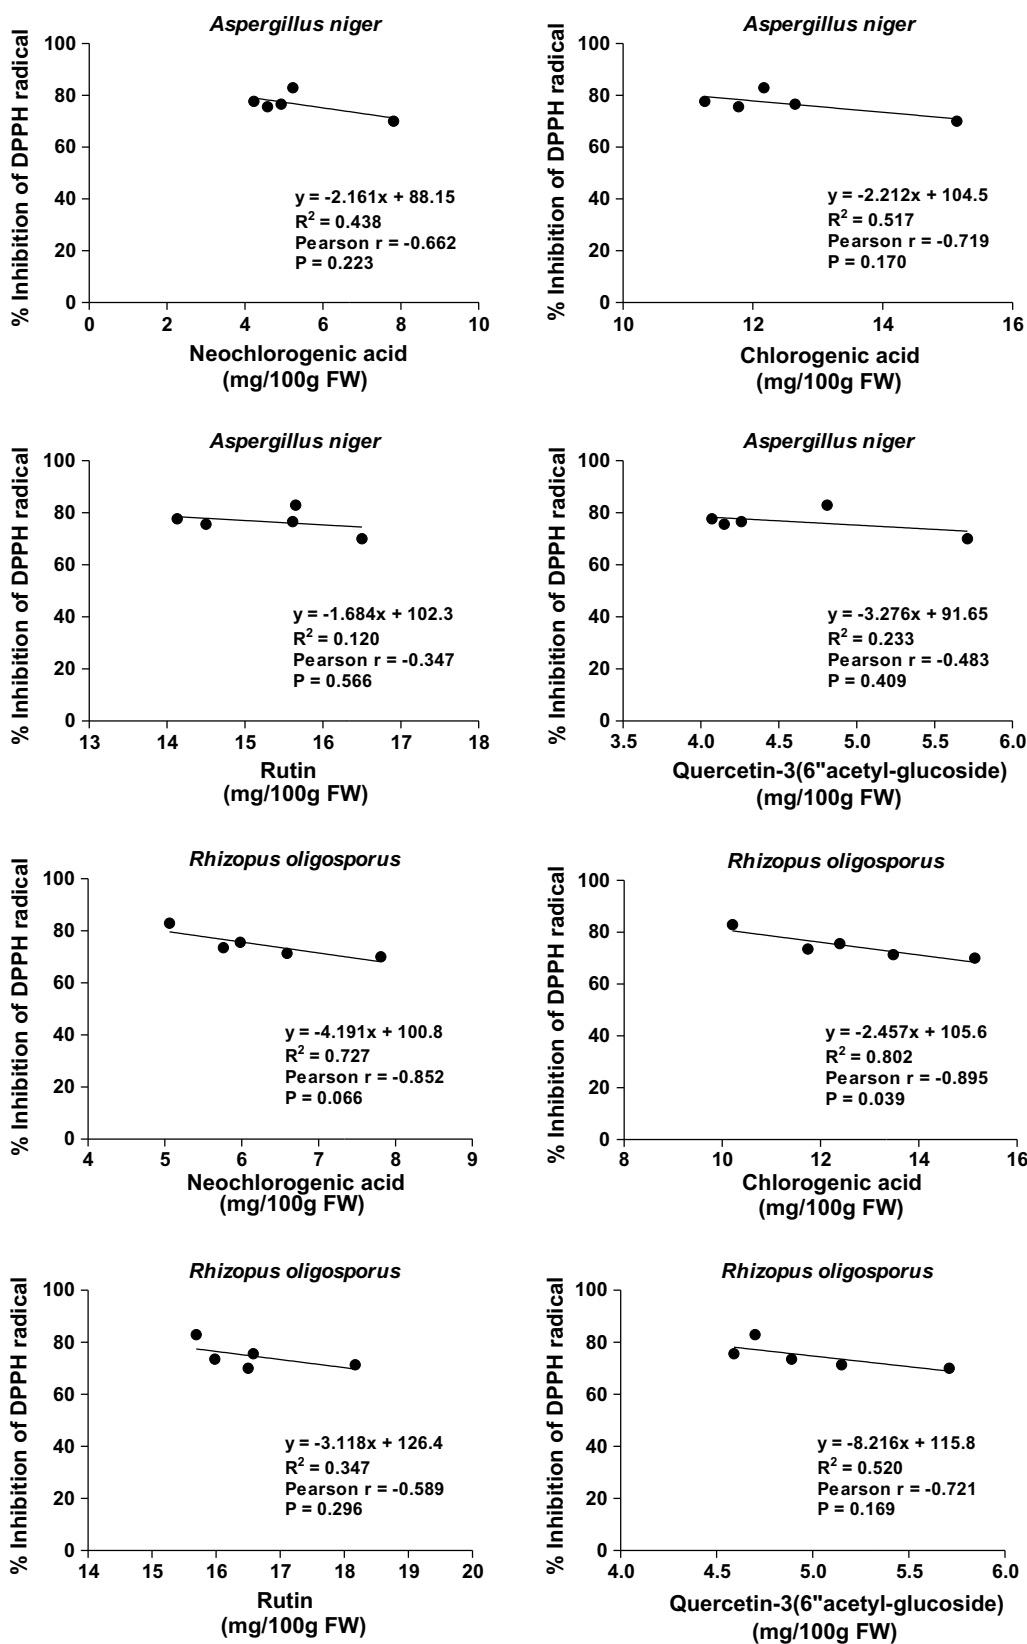 Aspergillus niger
% Inhibition of DPPH radical
100
80
60
40
20
0
y = -2.161x + 88.15
R² = 0.438
Pearson r = -0.662
P = 0.223
0 2 4 6 8 10
Neochlorogenic acid
(mg/100g FW)
Aspergillus niger
% Inhibition of DPPH radical
100
80
60
40
20
0
y = -2.212x + 104.5
R² = 0.517
Pearson r = -0.719
P = 0.170
10 12 14 16
Chlorogenic acid
(mg/100g FW)
Aspergillus niger
% Inhibition of DPPH radical
100
80
60
40
20
0
y = -1.684x + 102.3
R² = 0.120
Pearson r = -0.347
P = 0.566
13 14 15 16 17 18
Rutin
(mg/100g FW)
Aspergillus niger
% Inhibition of DPPH radical
100
80
60
40
20
0
y = -3.276x + 91.65
R² = 0.233
Pearson r = -0.483
P = 0.409
3.5 4.0 4.5 5.0 5.5 6.0
Quercetin-3(6"acetyl-glucoside)
(mg/100g FW)
Rhizopus oligosporus
% Inhibition of DPPH radical
100
80
60
40
20
0
y = -4.191x + 100.8
R² = 0.727
Pearson r = -0.852
P = 0.066
4 5 6 7 8 9
Neochlorogenic acid
(mg/100g FW)
Rhizopus oligosporus
% Inhibition of DPPH radical
100
80
60
40
20
0
y = -2.457x + 105.6
R² = 0.802
Pearson r = -0.895
P = 0.039
8 10 12 14 16
Chlorogenic acid
(mg/100g FW)
Rhizopus oligosporus
% Inhibition of DPPH radical
100
80
60
40
20
0
y = -3.118x + 126.4
R² = 0.347
Pearson r = -0.589
P = 0.296
14 15 16 17 18 19 20
Rutin
(mg/100g FW)
Rhizopus oligosporus
% Inhibition of DPPH radical
100
80
60
40
20
0
y = -8.216x + 115.8
R² = 0.520
Pearson r = -0.721
P = 0.169
4.0 4.5 5.0 5.5 6.0
Quercetin-3(6"acetyl-glucoside)
(mg/100g FW)